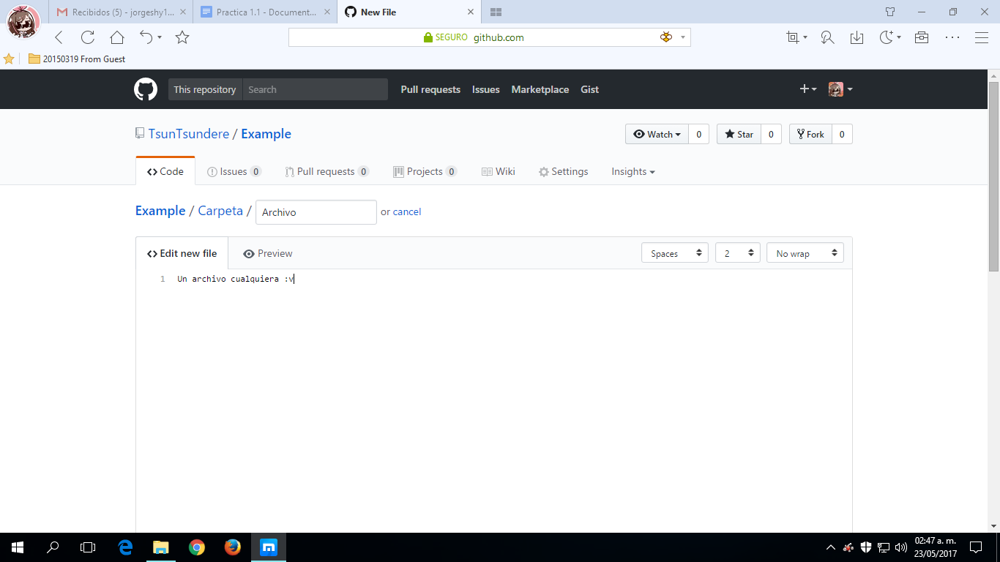 Recibidos (5) - jorgeshy1...
Practica 1.1 - Document...
New File
SEGURO github.com
20150319 From Guest
This repository Search Pull requests Issues Marketplace Gist
TsunTsundere / Example
Watch 0 Star 0 Fork 0
Code Issues 0 Pull requests 0 Projects 0 Wiki Settings Insights
Example / Carpeta / Archivo or cancel
Edit new file Preview Spaces 2 No wrap
1 Un archivo cualquiera :v
02:47 a. m.
23/05/2017